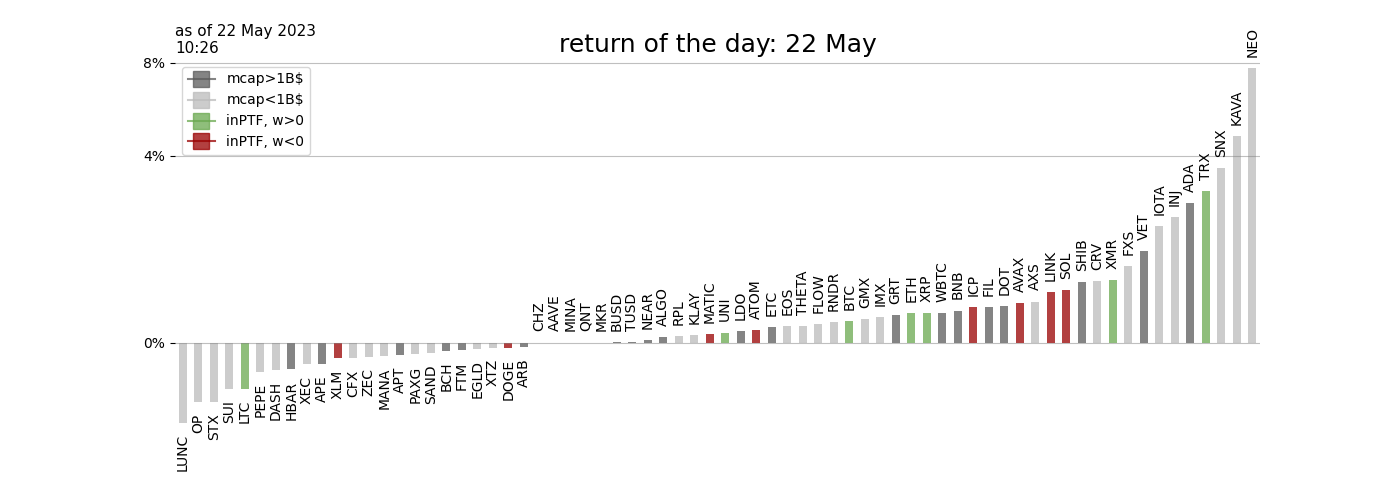 as of 22 May 2023
10:26
return of the day: 22 May
8%
4%
0%
mcap>1B$
mcap<1B$
inPTF, w>0
inPTF, w<0
LUNC
OP
STX
SUI
LTC
PEPE
DASH
HBAR
XEC
APE
XLM
CFX
ZEC
MANA
APT
PAXG
SAND
BCH
FTM
EGLD
XTZ
DOGE
ARB
CHZ
AAVE
MINA
QNT
MKR
BUSD
TUSD
NEAR
ALGO
RPL
KLAY
MATIC
UNI
LDO
ATOM
ETC
EOS
THETA
FLOW
RNDR
BTC
GMX
IMX
GRT
ETH
XRP
WBTC
BNB
ICP
FIL
DOT
AVAX
AXS
LINK
SOL
SHIB
CRV
XMR
FXS
VET
IOTA
INJ
ADA
TRX
SNX
KAVA
NEO